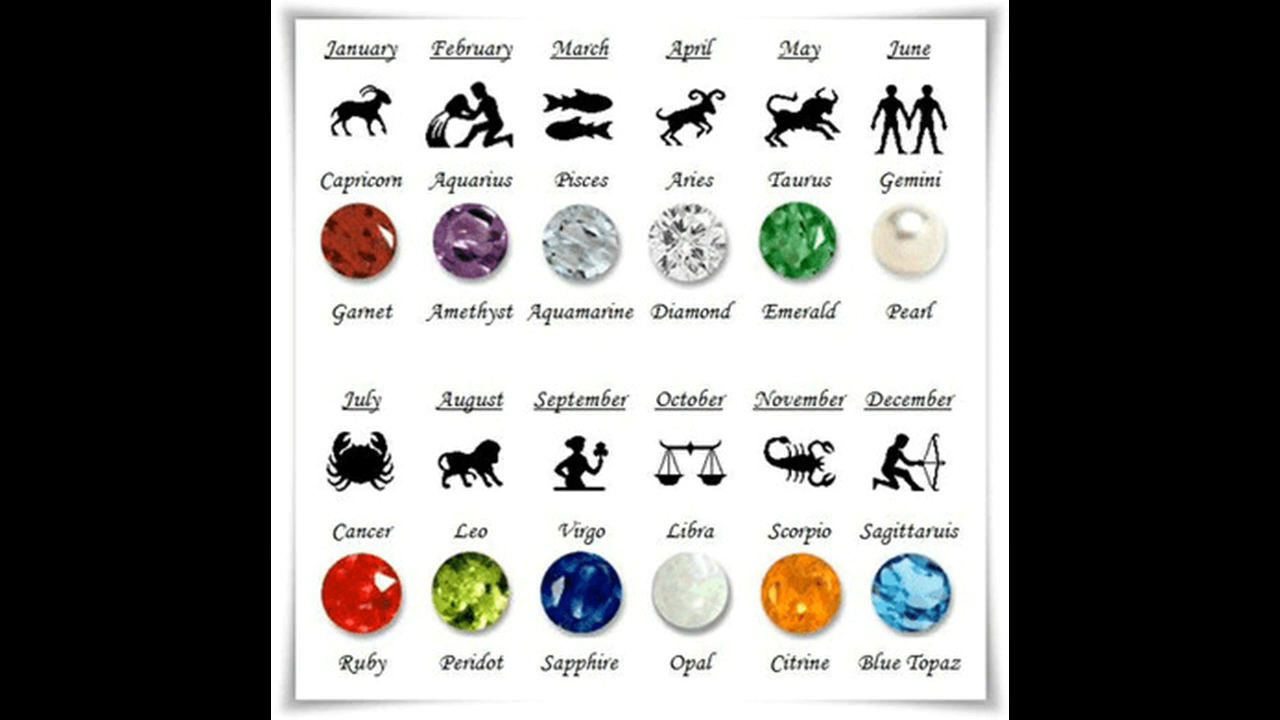 January February March April May June
Capricorn Aquarius Pisces Aries Taurus Gemini
Garnet Amethyst Aquamarine Diamond Emerald Pearl
July August September October November December
Cancer Leo Virgo Libra Scorpio Sagittaruis
Ruby Peridot Sapphire Opal Citrine Blue Topaz